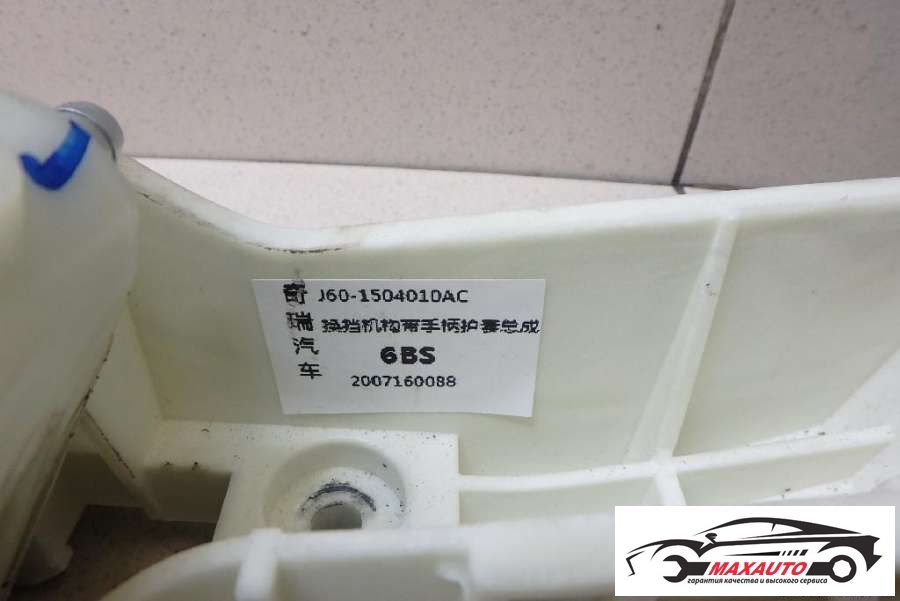 奇瑞汽车
J60-1504010AC
换挡机构带手柄护套总成
6BS
2007160088
MAXAUTO
гарантия качества и высокого сервиса